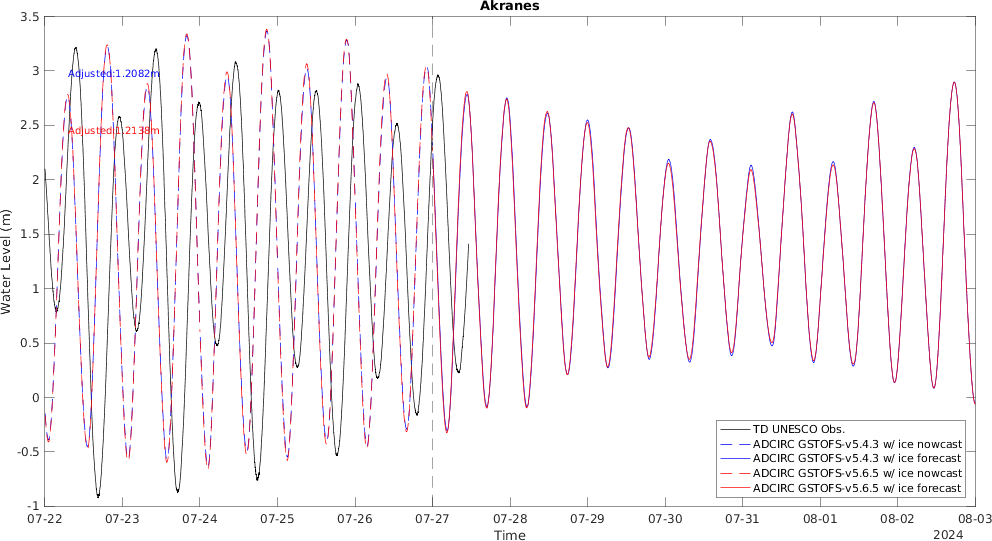 Akranes
3.5
3
2.5
2
1.5
1
0.5
0
-0.5
-1
Water Level (m)
Adjusted:1.2082m
Adjusted:1.2138m
TD UNESCO Obs.
ADCIRC GSTOFS-v5.4.3 w/ ice nowcast
ADCIRC GSTOFS-v5.4.3 w/ ice forecast
ADCIRC GSTOFS-v5.6.5 w/ ice nowcast
ADCIRC GSTOFS-v5.6.5 w/ ice forecast
07-22 07-23 07-24 07-25 07-26 07-27 07-28 07-29 07-30 07-31 08-01 08-02 08-03
Time
2024